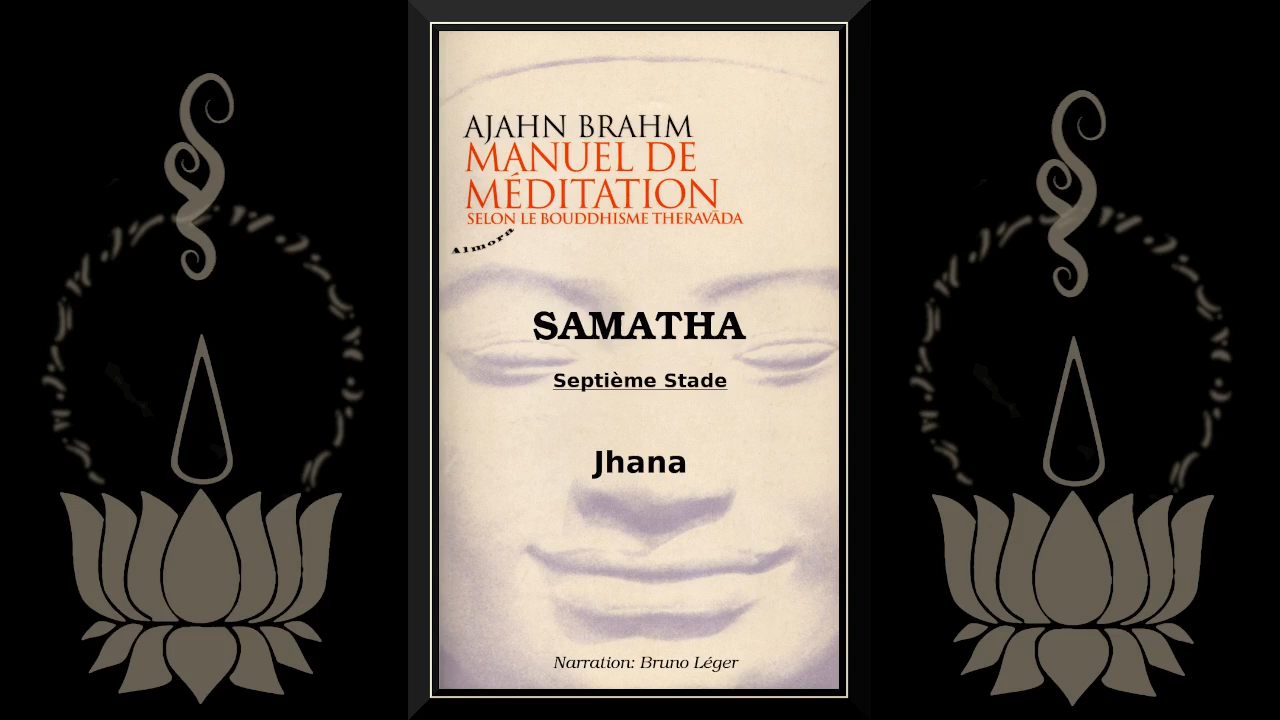 AJAHN BRAHM
MANUEL DE
MÉDITATION
SELON LE BOUDDHISME THERAVĀDA
Almora
SAMATHA
Septième Stade
Jhana
Narration: Bruno Léger